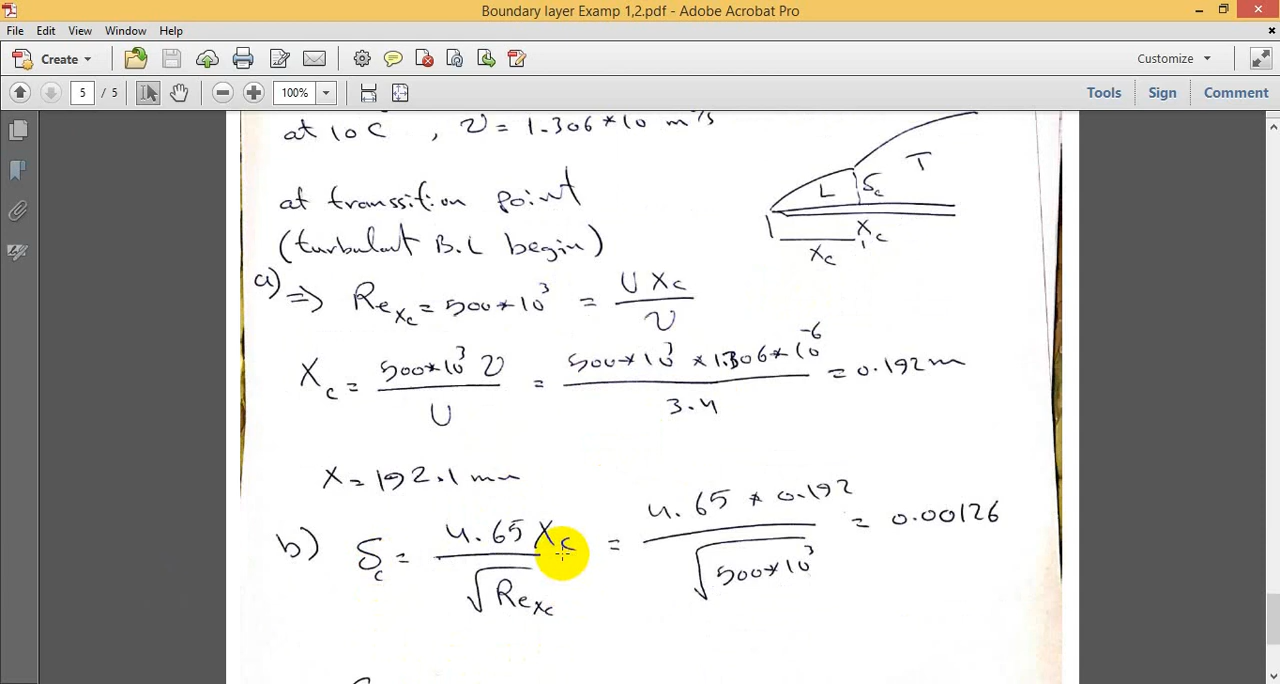 Boundary layer Examp 1,2.pdf - Adobe Acrobat Pro
File Edit View Window Help
Create
Customize
5 / 5
100%
Tools Sign Comment
at 10 C , ν = 1.306*10 m²/s
at transsition point
(turbulant B.L begin)
L δc T
Xc
Xc
a) ⇒ Re_Xc = 500*10³ = U Xc / ν
Xc = 500*10³ ν / U = 500*10³ * 1.306*10⁻⁶ / 3.4 = 0.192 m
X = 192.1 mm
b) δc = 4.65 Xc / √Re_Xc = 4.65 * 0.192 / √500*10³ = 0.00126